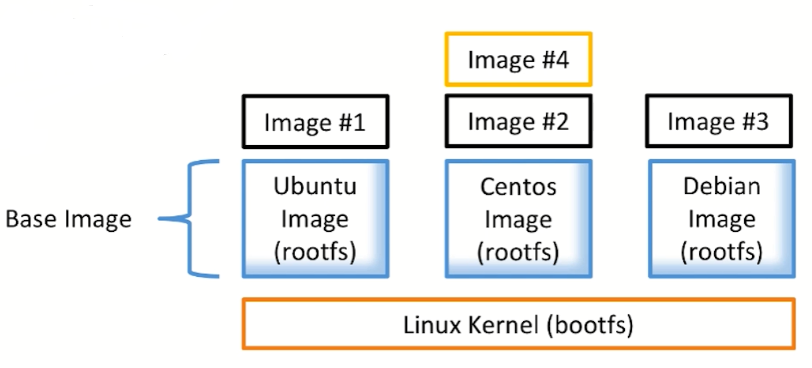 Image #4
Image #1
Image #2
Image #3
Base Image
Ubuntu
Image
(rootfs)
Centos
Image
(rootfs)
Debian
Image
(rootfs)
Linux Kernel (bootfs)